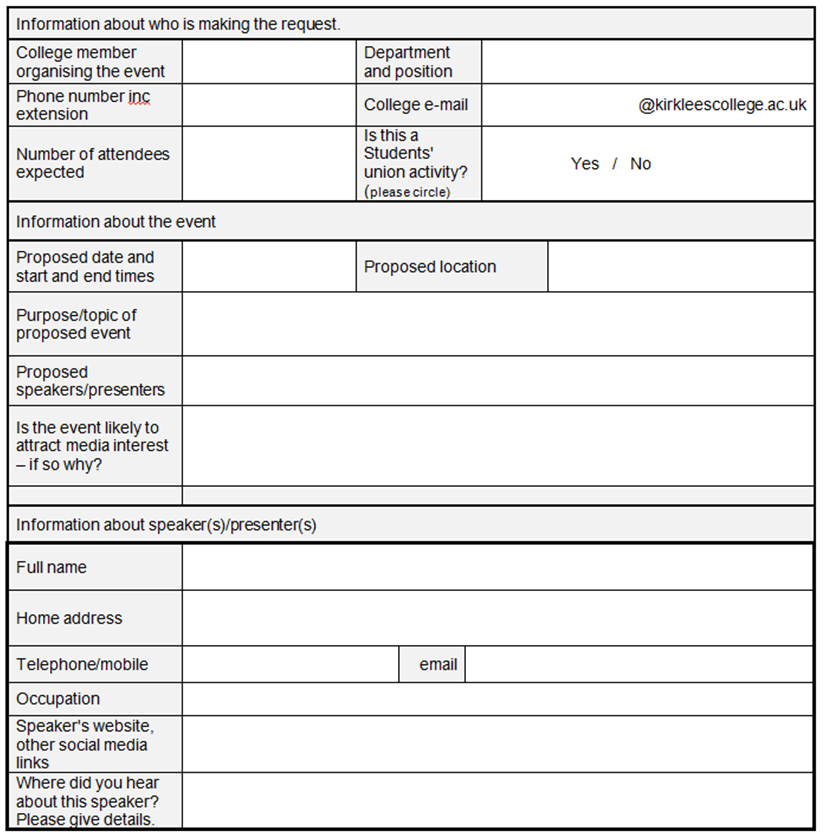 Information about who is making the request.
College member
organising the event
Department
and position
Phone number inc
extension
College e-mail
@kirkleescollege.ac.uk
Number of attendees
expected
Is this a
Students'
union activity?
(please circle)
Yes / No
Information about the event
Proposed date and
start and end times
Proposed location
Purpose/topic of
proposed event
Proposed
speakers/presenters
Is the event likely to
attract media interest
– if so why?
Information about speaker(s)/presenter(s)
Full name
Home address
Telephone/mobile
email
Occupation
Speaker's website,
other social media
links
Where did you hear
about this speaker?
Please give details.